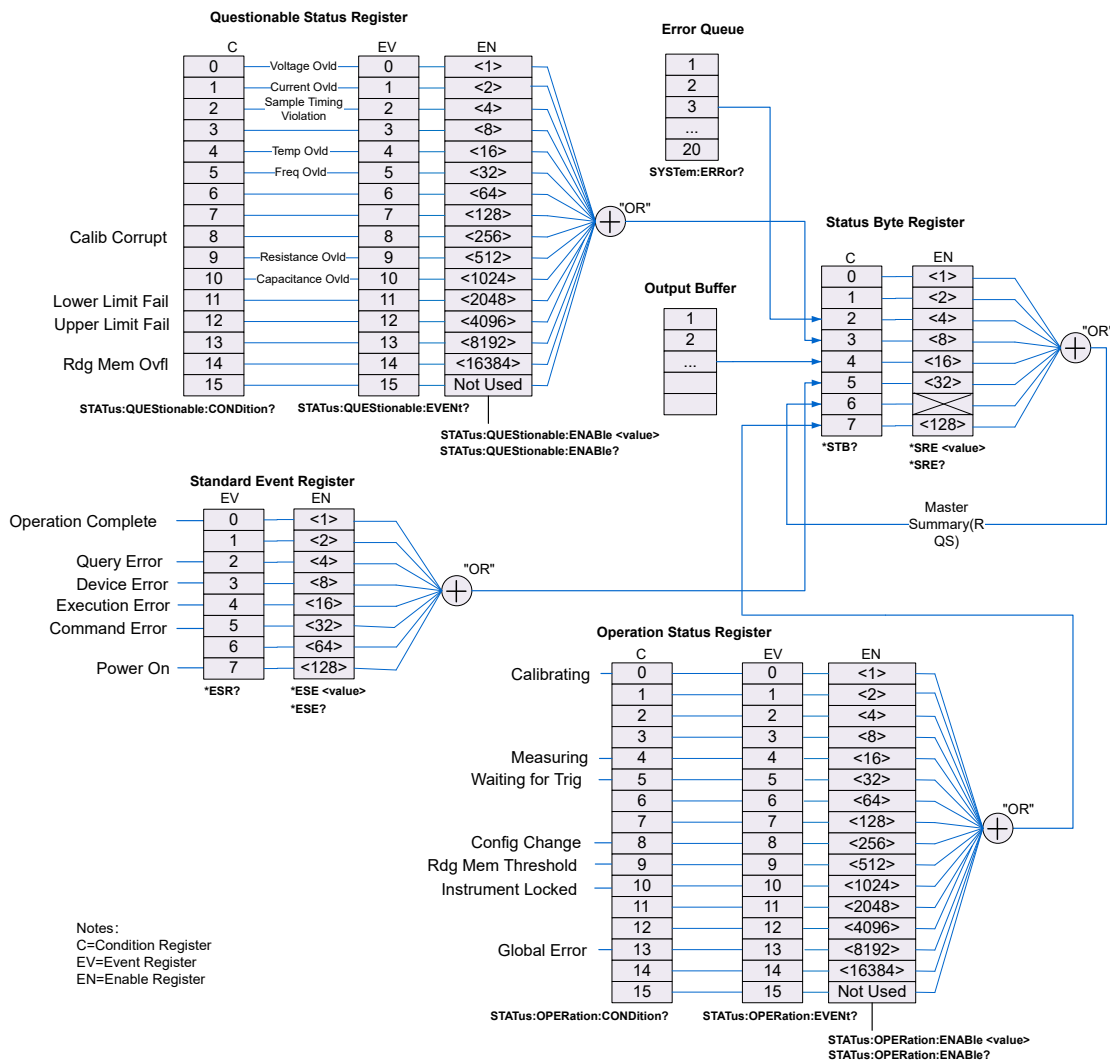 Questionable Status Register
C
EV
EN
0
Voltage Ovld
0
<1>
1
Current Ovld
1
<2>
2
Sample Timing
Violation
2
<4>
3
3
<8>
4
Temp Ovld
4
<16>
5
Freq Ovld
5
<32>
6
6
<64>
7
7
<128>
Calib Corrupt
8
8
<256>
9
Resistance Ovld
9
<512>
10
Capacitance Ovld
10
<1024>
Lower Limit Fail
11
11
<2048>
Upper Limit Fail
12
12
<4096>
13
13
<8192>
Rdg Mem Ovfl
14
14
<16384>
15
15
Not Used
"OR"
STATus:QUEStionable:CONDition?
STATus:QUEStionable:EVENt?
STATus:QUEStionable:ENABle <value>
STATus:QUEStionable:ENABle?
Error Queue
1
2
3
...
20
SYSTem:ERRor?
Output Buffer
1
2
...
Status Byte Register
C
EN
0
<1>
1
<2>
2
<4>
3
<8>
4
<16>
5
<32>
6
7
<128>
"OR"
*STB?
*SRE <value>
*SRE?
Master
Summary(R
QS)
Standard Event Register
EV
EN
Operation Complete
0
<1>
1
<2>
Query Error
2
<4>
Device Error
3
<8>
Execution Error
4
<16>
Command Error
5
<32>
6
<64>
Power On
7
<128>
"OR"
*ESR?
*ESE <value>
*ESE?
Operation Status Register
C
EV
EN
Calibrating
0
0
<1>
1
1
<2>
2
2
<4>
3
3
<8>
Measuring
4
4
<16>
Waiting for Trig
5
5
<32>
6
6
<64>
7
7
<128>
Config Change
8
8
<256>
Rdg Mem Threshold
9
9
<512>
Instrument Locked
10
10
<1024>
11
11
<2048>
12
12
<4096>
Global Error
13
13
<8192>
14
14
<16384>
15
15
Not Used
"OR"
STATus:OPERation:CONDition?
STATus:OPERation:EVENt?
STATus:OPERation:ENABle <value>
STATus:OPERation:ENABle?
Notes:
C=Condition Register
EV=Event Register
EN=Enable Register